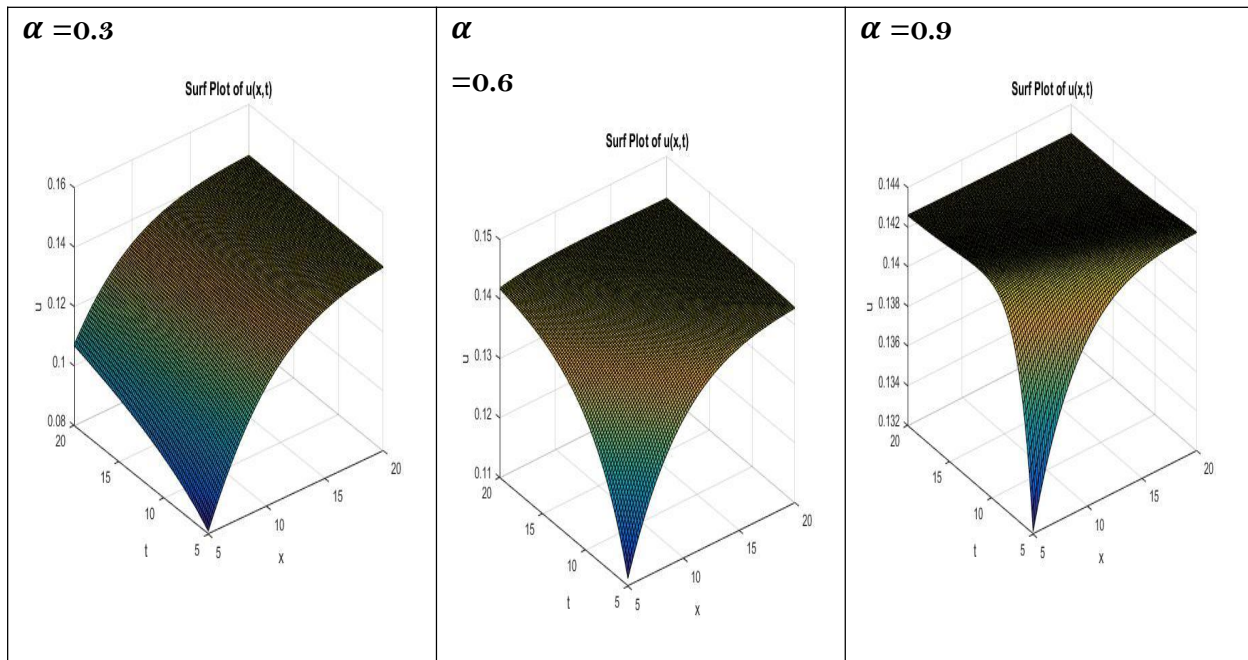 𝜶 =0.3
Surf Plot of u(x,t)
0.16
0.14
0.12
0.1
0.08
u
20
15
10
5
t
5
10
15
20
x
𝜶
=0.6
Surf Plot of u(x,t)
0.15
0.14
0.13
0.12
0.11
u
20
15
10
5
t
5
10
15
20
x
𝜶 =0.9
Surf Plot of u(x,t)
0.144
0.142
0.14
0.138
0.136
0.134
0.132
u
20
15
10
5
t
5
10
15
20
x